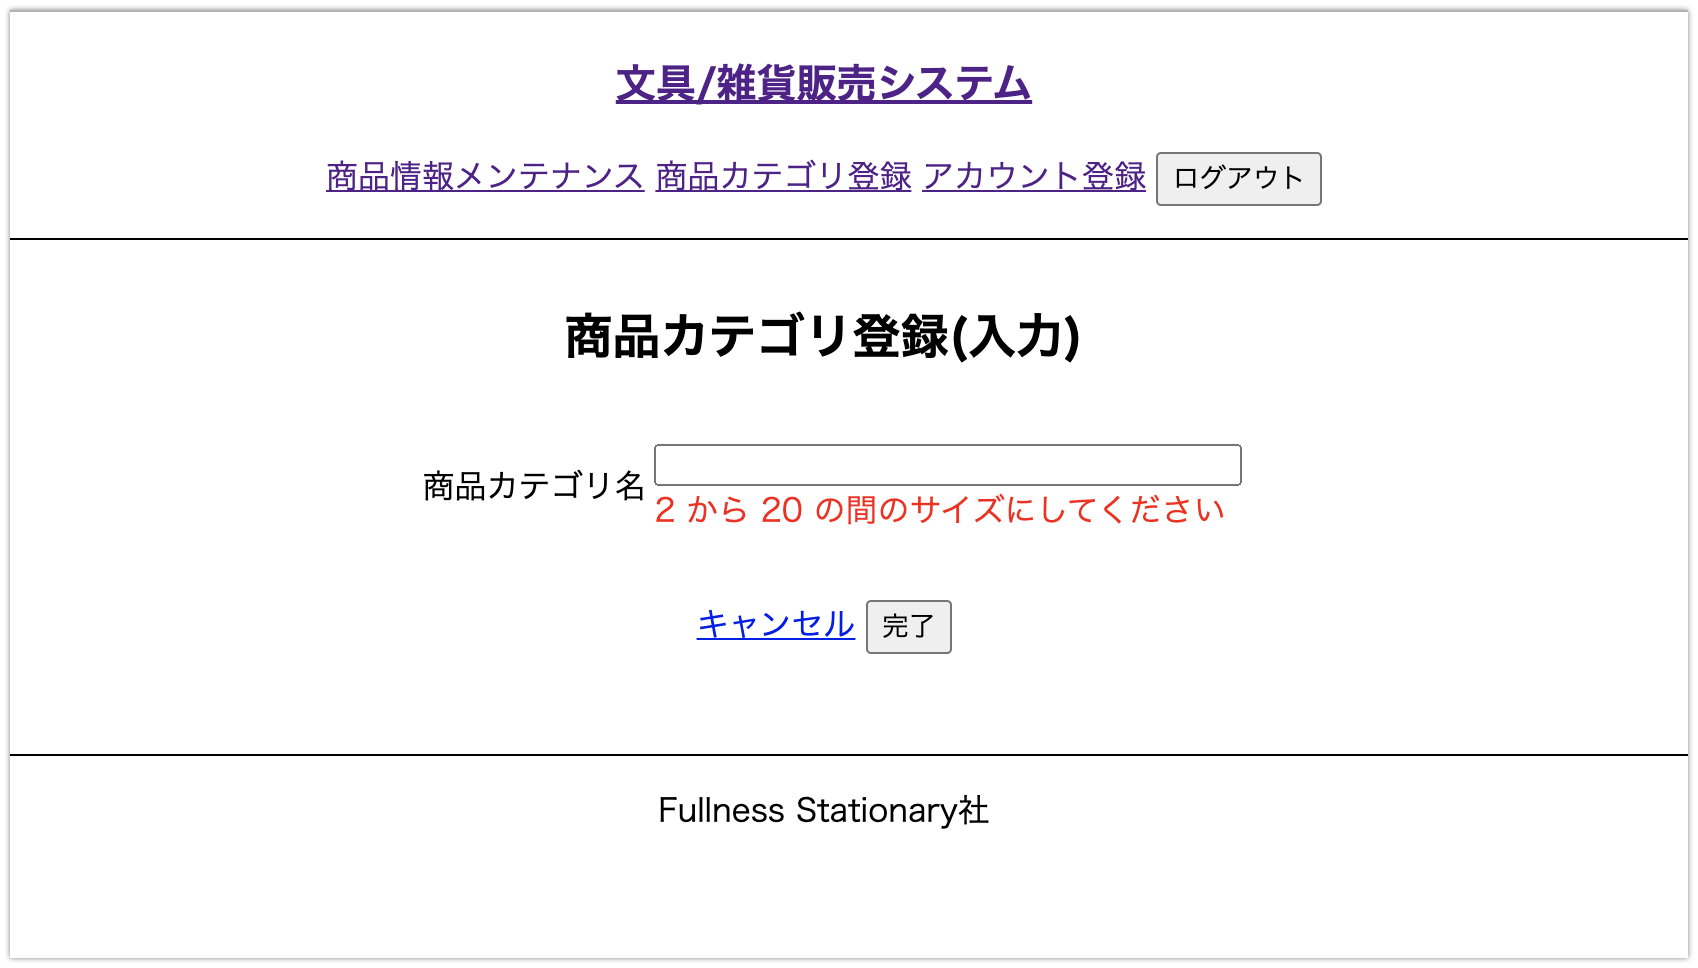 文具/雑貨販売システム
商品情報メンテナンス 商品カテゴリ登録 アカウント登録 ログアウト
商品カテゴリ登録(入力)
商品カテゴリ名
2 から 20 の間のサイズにしてください
キャンセル 完了
Fullness Stationary社